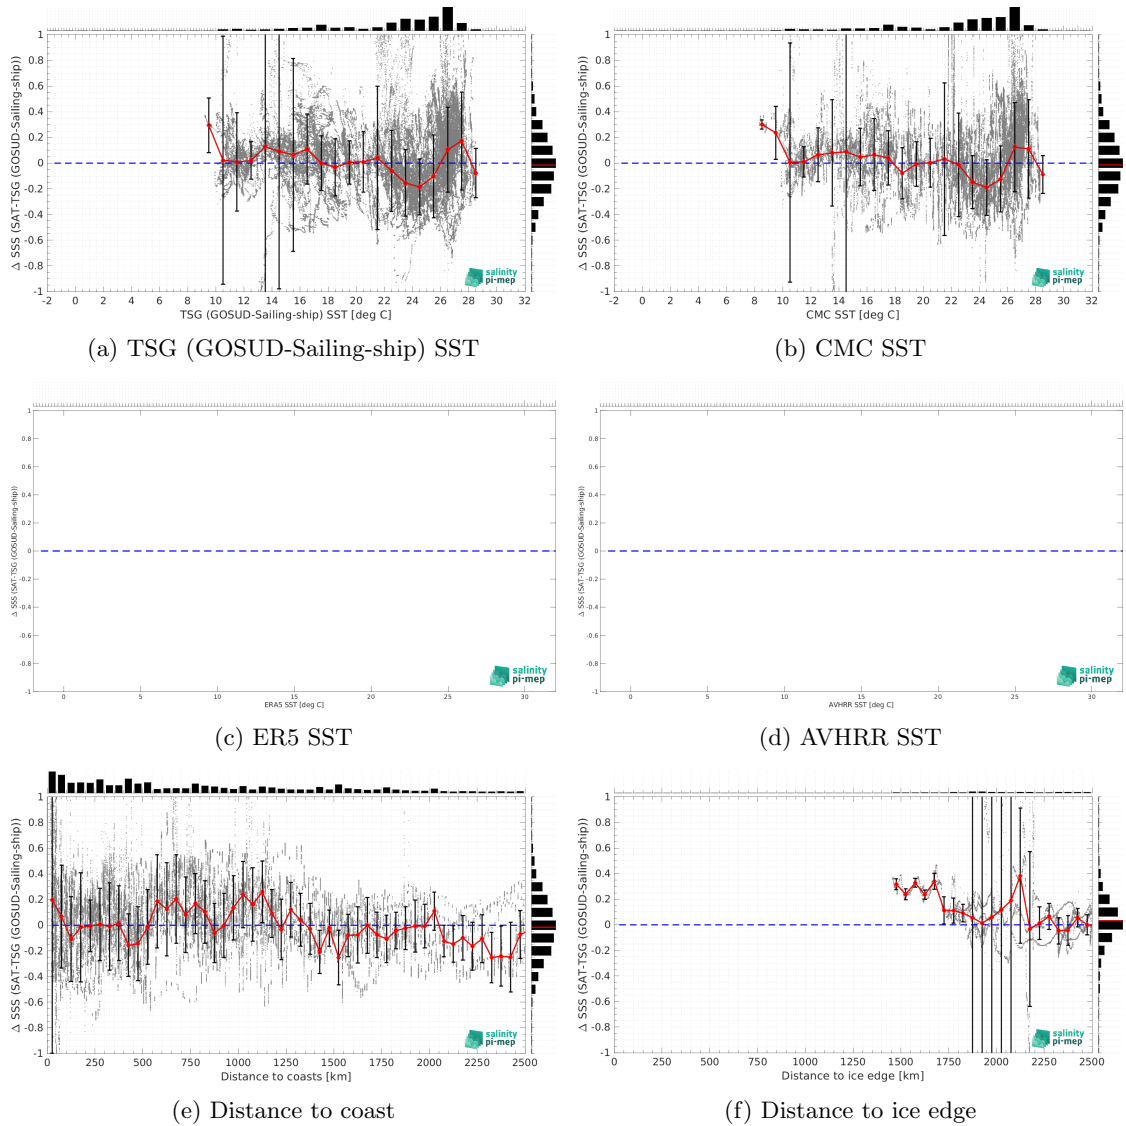 Δ SSS (SAT-TSG (GOSUD-Sailing-ship))
1
0.8
0.6
0.4
0.2
0
-0.2
-0.4
-0.6
-0.8
-1
-2 0 2 4 6 8 10 12 14 16 18 20 22 24 26 28 30 32
TSG (GOSUD-Sailing-ship) SST [deg C]
salinity
pi-mep
(a) TSG (GOSUD-Sailing-ship) SST
Δ SSS (SAT-TSG (GOSUD-Sailing-ship))
1
0.8
0.6
0.4
0.2
0
-0.2
-0.4
-0.6
-0.8
-1
-2 0 2 4 6 8 10 12 14 16 18 20 22 24 26 28 30 32
CMC SST [deg C]
salinity
pi-mep
(b) CMC SST
Δ SSS (SAT-TSG (GOSUD-Sailing-ship))
1
0.8
0.6
0.4
0.2
0
-0.2
-0.4
-0.6
-0.8
-1
0 5 10 15 20 25 30
ERA5 SST [deg C]
salinity
pi-mep
(c) ER5 SST
Δ SSS (SAT-TSG (GOSUD-Sailing-ship))
1
0.8
0.6
0.4
0.2
0
-0.2
-0.4
-0.6
-0.8
-1
0 5 10 15 20 25 30
AVHRR SST [deg C]
salinity
pi-mep
(d) AVHRR SST
Δ SSS (SAT-TSG (GOSUD-Sailing-ship))
1
0.8
0.6
0.4
0.2
0
-0.2
-0.4
-0.6
-0.8
-1
0 250 500 750 1000 1250 1500 1750 2000 2250 2500
Distance to coasts [km]
salinity
pi-mep
(e) Distance to coast
Δ SSS (SAT-TSG (GOSUD-Sailing-ship))
1
0.8
0.6
0.4
0.2
0
-0.2
-0.4
-0.6
-0.8
-1
0 250 500 750 1000 1250 1500 1750 2000 2250 2500
Distance to ice edge [km]
salinity
pi-mep
(f) Distance to ice edge